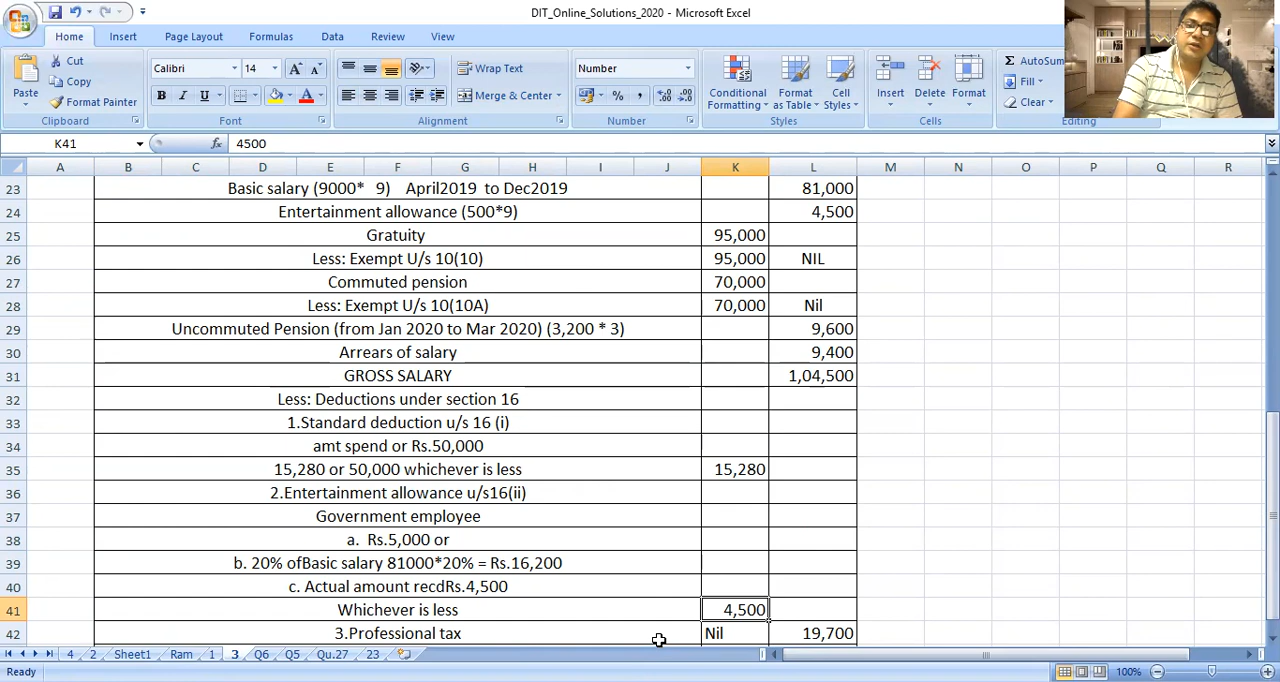 DIT_Online_Solutions_2020 - Microsoft Excel
Home Insert Page Layout Formulas Data Review View
Paste Cut Copy Format Painter Clipboard
Calibri 14 A A B I U A Font
Wrap Text Merge & Center Alignment
Number % , Number
Conditional Formatting Format as Table Cell Styles Styles
Insert Delete Format Cells
Σ AutoSum Fill Clear Editing
K41 fx 4500
A B C D E F G H I J K L M N O P Q R
23 Basic salary (9000* 9) April2019 to Dec2019 81,000
24 Entertainment allowance (500*9) 4,500
25 Gratuity 95,000
26 Less: Exempt U/s 10(10) 95,000 NIL
27 Commuted pension 70,000
28 Less: Exempt U/s 10(10A) 70,000 Nil
29 Uncommuted Pension (from Jan 2020 to Mar 2020) (3,200 * 3) 9,600
30 Arrears of salary 9,400
31 GROSS SALARY 1,04,500
32 Less: Deductions under section 16
33 1.Standard deduction u/s 16 (i)
34 amt spend or Rs.50,000
35 15,280 or 50,000 whichever is less 15,280
36 2.Entertainment allowance u/s16(ii)
37 Government employee
38 a. Rs.5,000 or
39 b. 20% ofBasic salary 81000*20% = Rs.16,200
40 c. Actual amount recdRs.4,500
41 Whichever is less 4,500
42 3.Professional tax Nil 19,700
4 2 Sheet1 Ram 1 3 Q6 Q5 Qu.27 23
Ready 100%